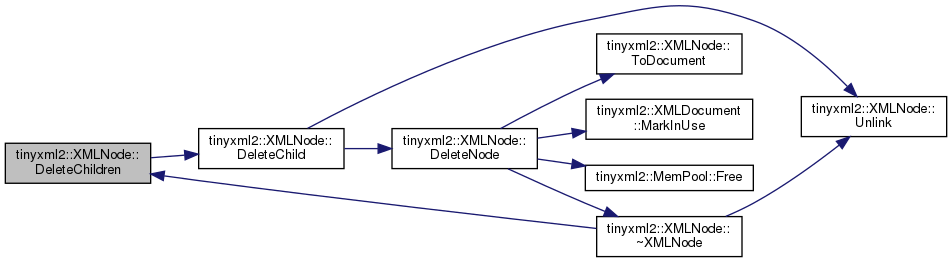 tinyxml2::XMLNode::
DeleteChildren
tinyxml2::XMLNode::
DeleteChild
tinyxml2::XMLNode::
DeleteNode
tinyxml2::XMLNode::
ToDocument
tinyxml2::XMLDocument
::MarkInUse
tinyxml2::MemPool::Free
tinyxml2::XMLNode::
~XMLNode
tinyxml2::XMLNode::
Unlink